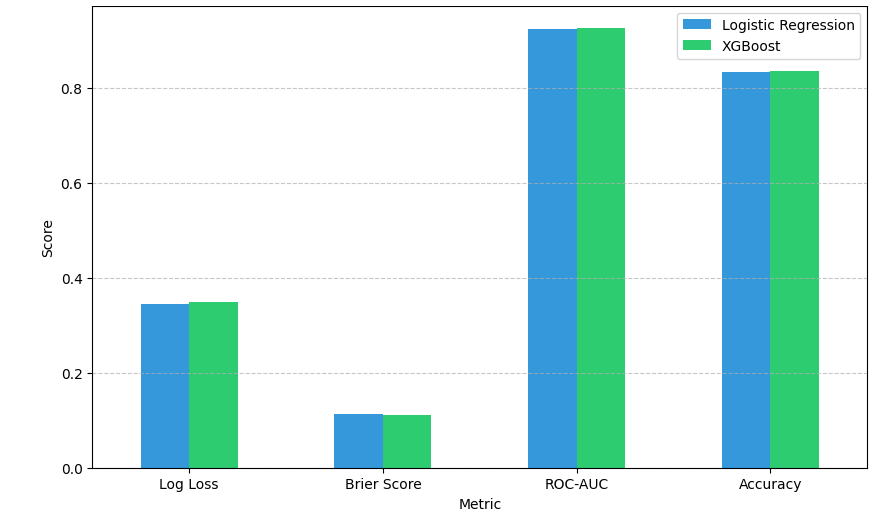 Logistic Regression
XGBoost
0.8
0.6
0.4
0.2
0.0
Score
Log Loss
Brier Score
ROC-AUC
Accuracy
Metric